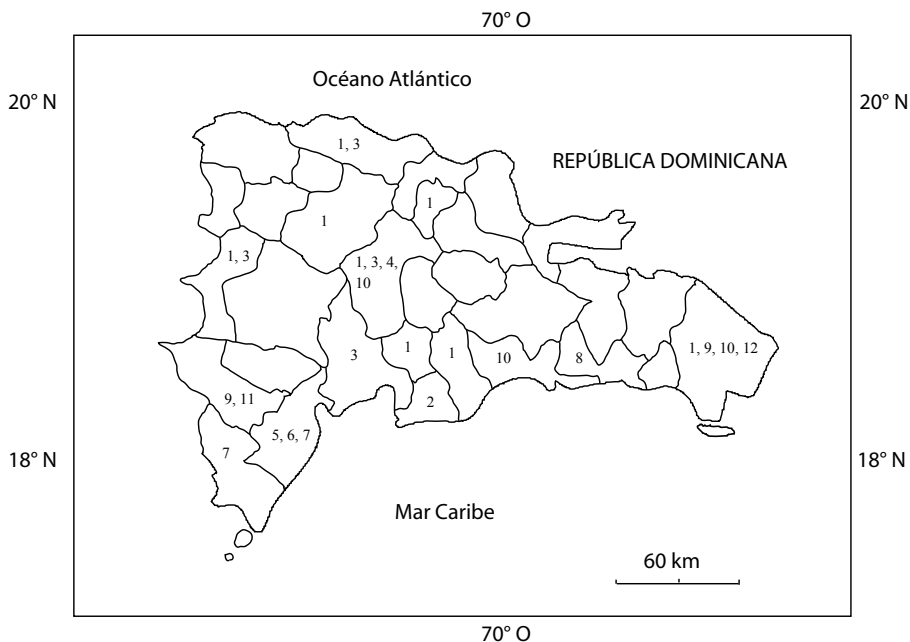 70° O
Océano Atlántico
20° N
20° N
1, 3
REPÚBLICA DOMINICANA
1
1
1, 3
1, 3, 4,
10
1, 9, 10, 12
3
1
1
10
8
9, 11
2
5, 6, 7
7
18° N
18° N
Mar Caribe
60 km
70° O